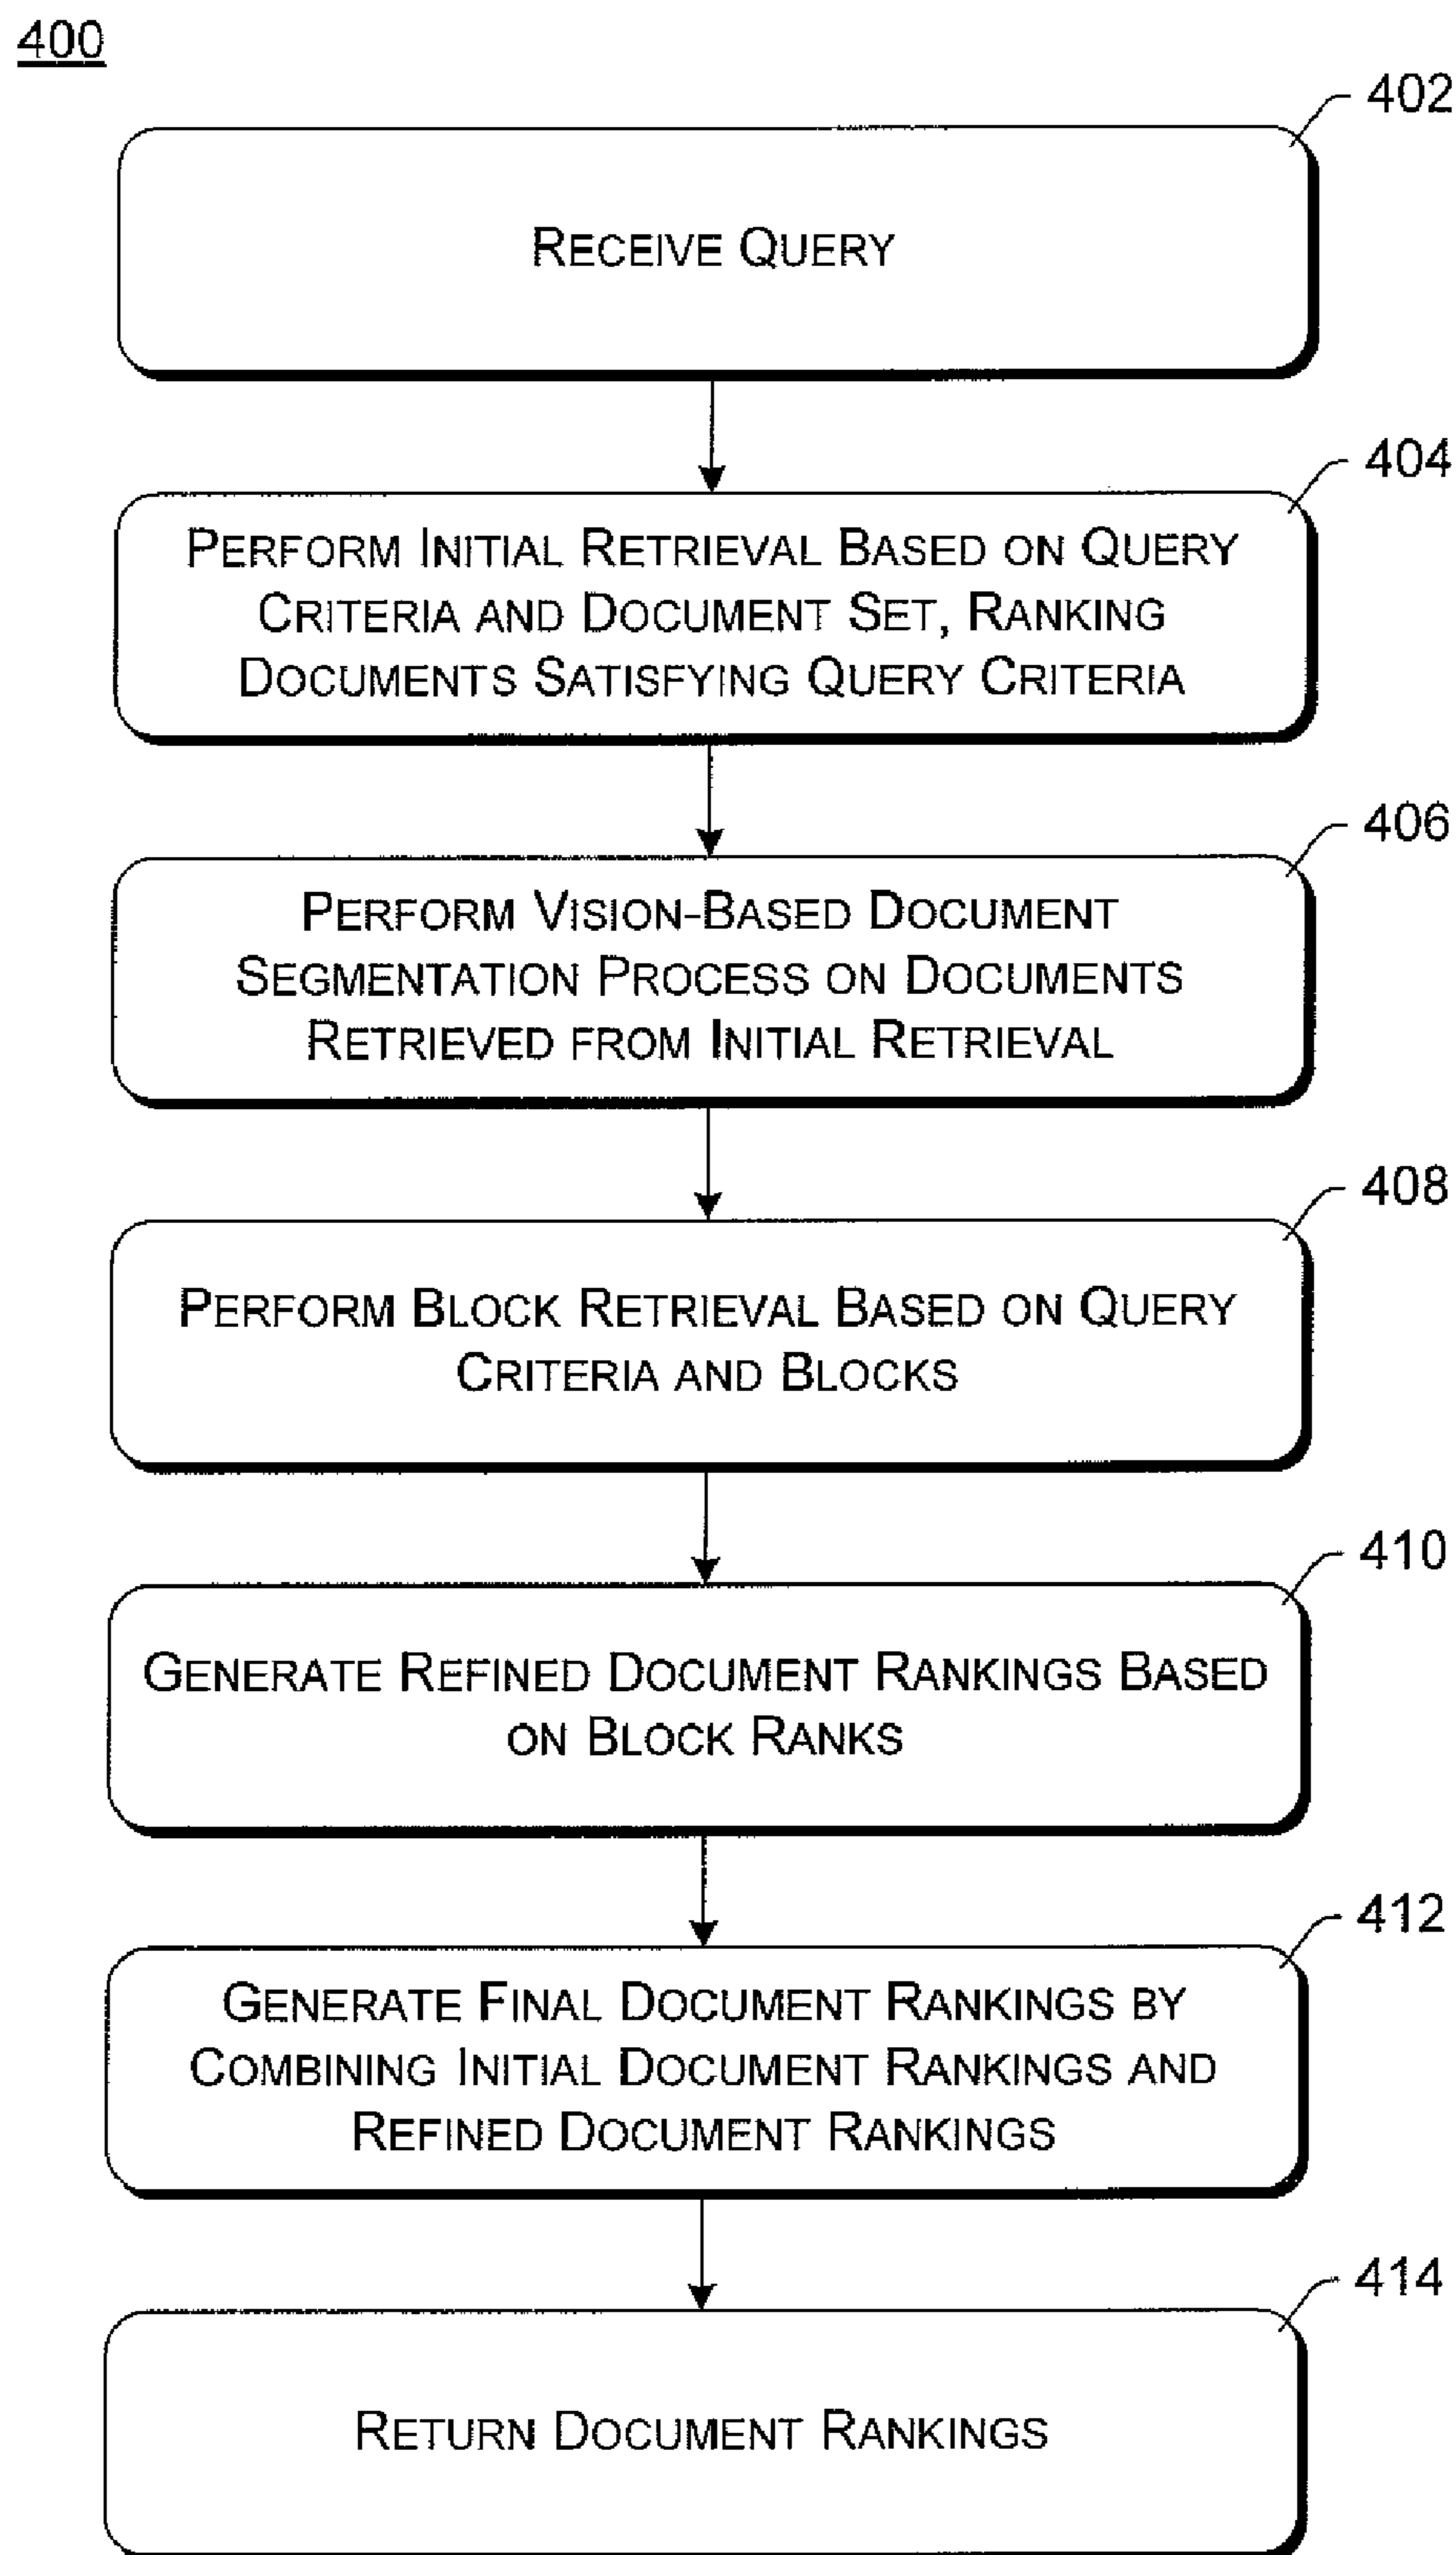 400
402
RECEIVE QUERY
404
PERFORM INITIAL RETRIEVAL BASED ON QUERY
CRITERIA AND DOCUMENT SET, RANKING
DOCUMENTS SATISFYING QUERY CRITERIA
406
PERFORM VISION-BASED DOCUMENT
SEGMENTATION PROCESS ON DOCUMENTS
RETRIEVED FROM INITIAL RETRIEVAL
408
PERFORM BLOCK RETRIEVAL BASED ON QUERY
CRITERIA AND BLOCKS
410
GENERATE REFINED DOCUMENT RANKINGS BASED
ON BLOCK RANKS
412
GENERATE FINAL DOCUMENT RANKINGS BY
COMBINING INITIAL DOCUMENT RANKINGS AND
REFINED DOCUMENT RANKINGS
414
RETURN DOCUMENT RANKINGS